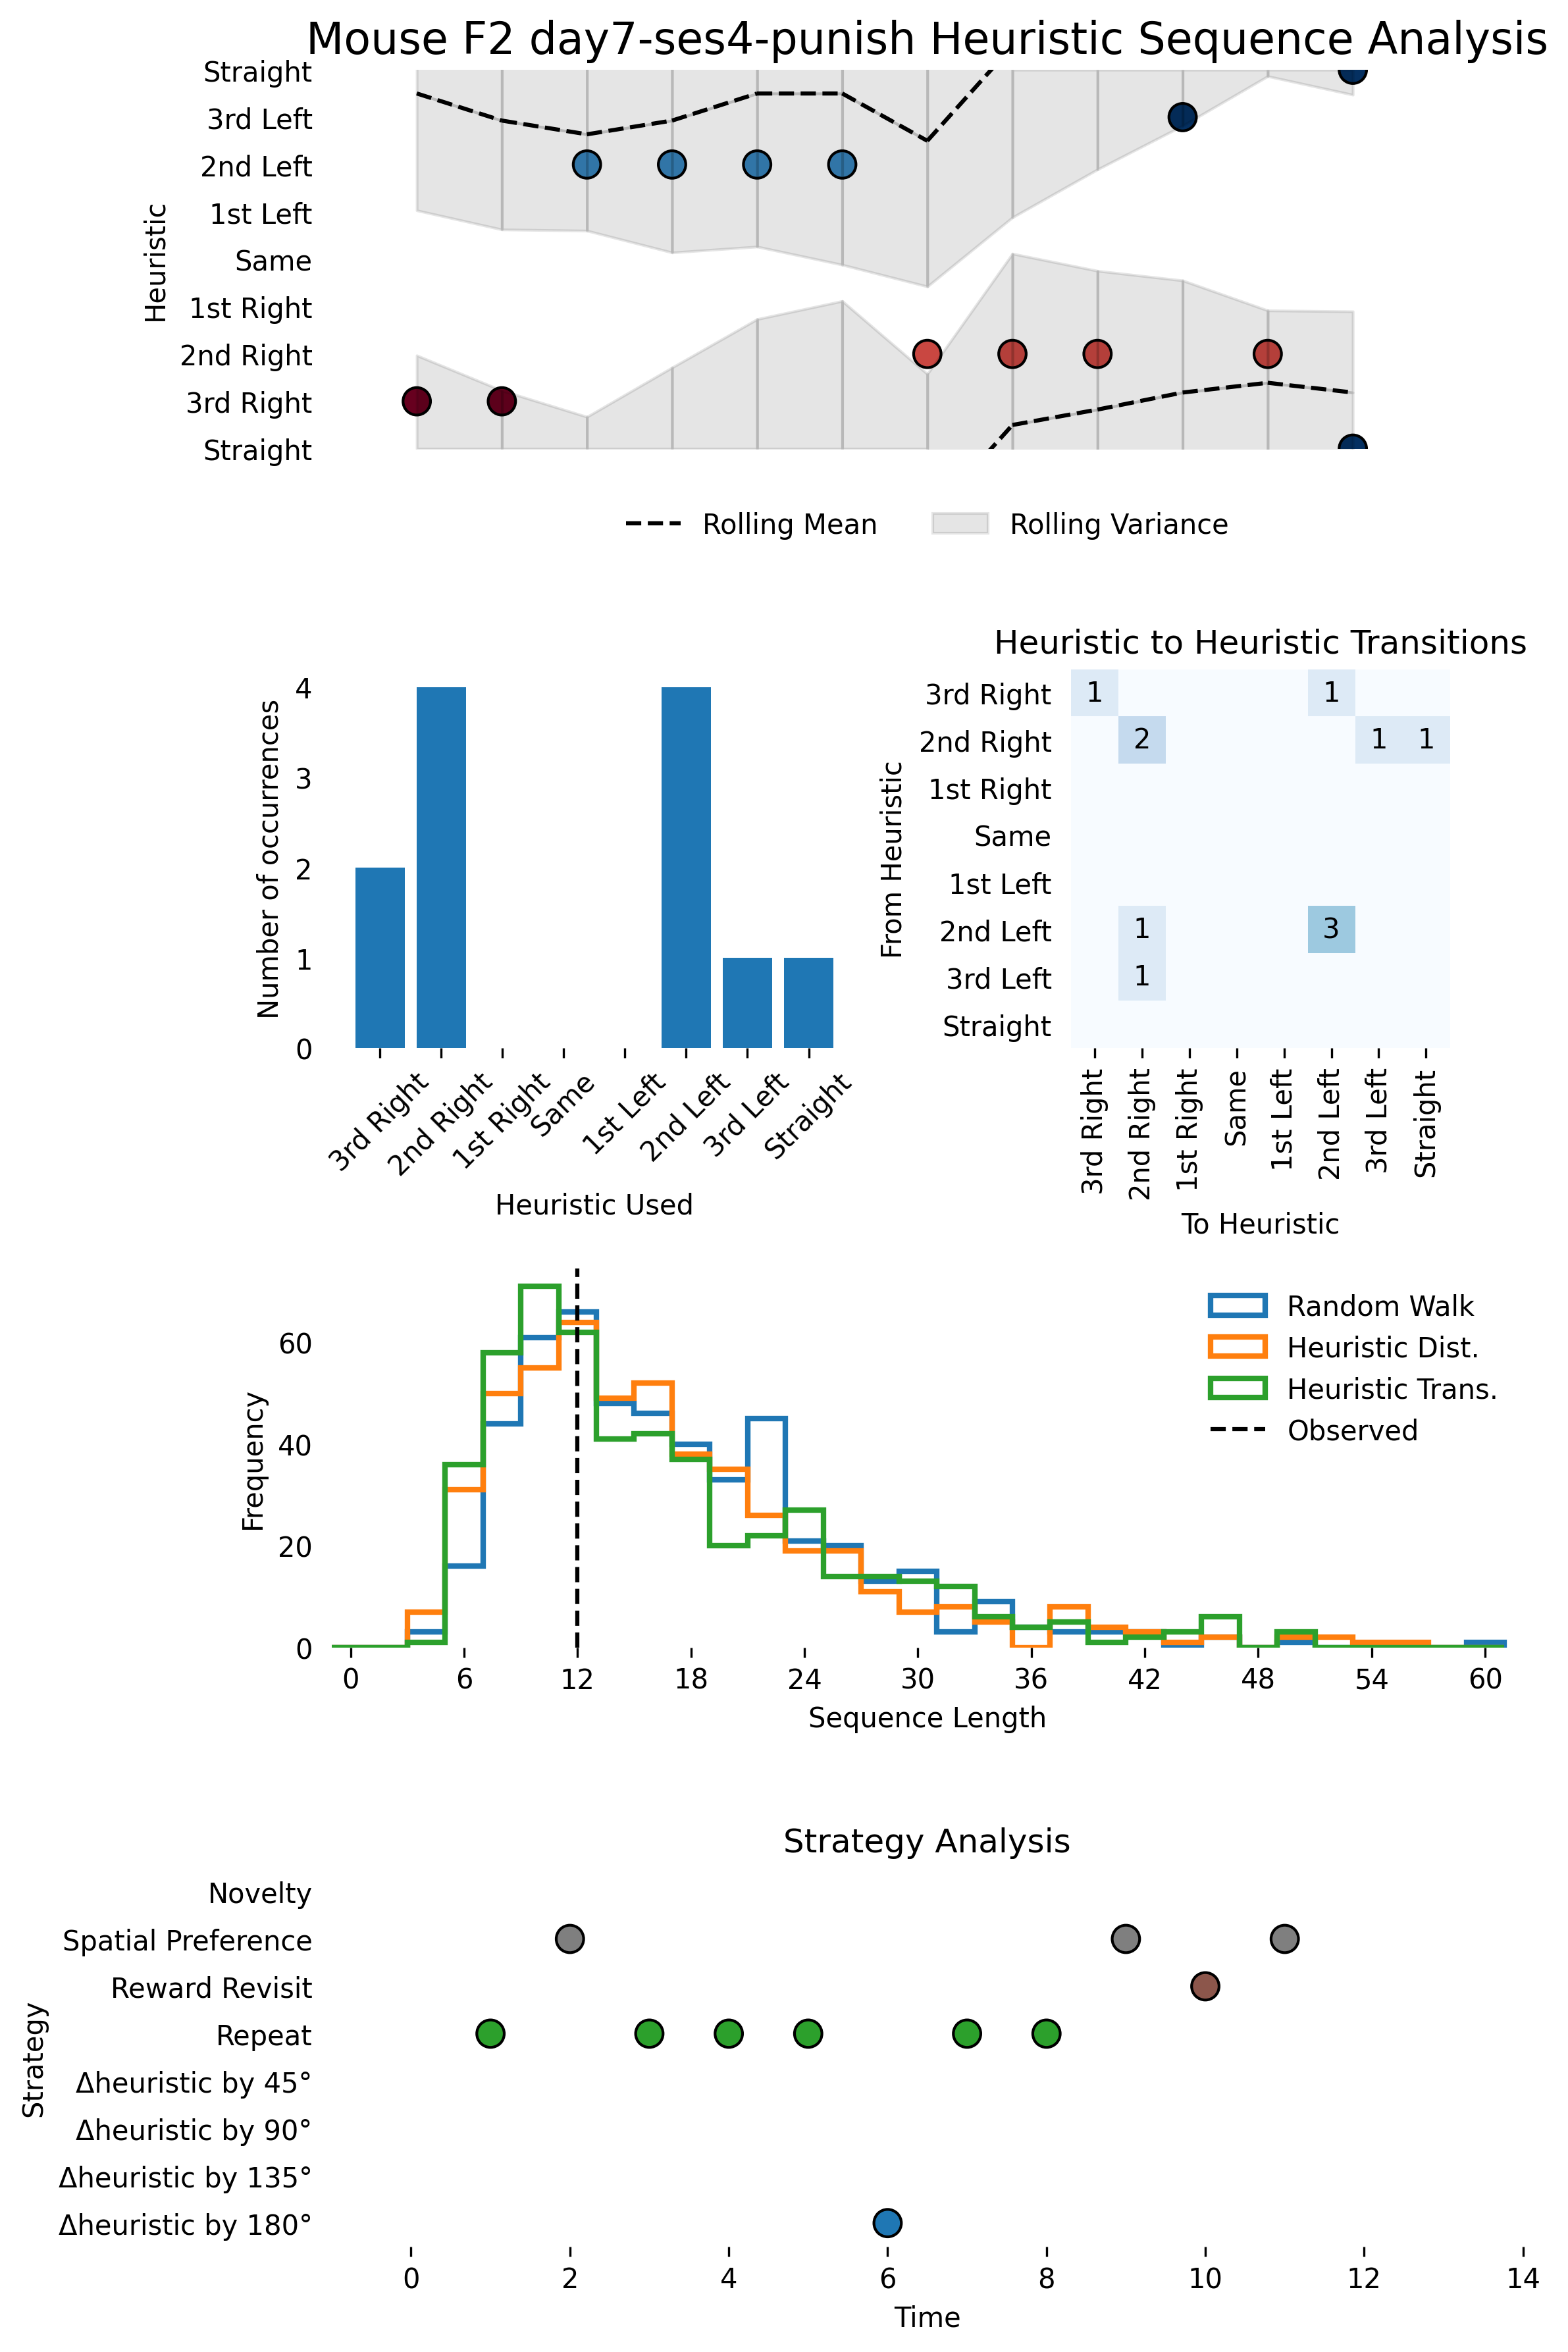 Mouse F2 day7-ses4-punish Heuristic Sequence Analysis
Heuristic
Straight
3rd Left
2nd Left
1st Left
Same
1st Right
2nd Right
3rd Right
Straight
Rolling Mean
Rolling Variance
Number of occurrences
4
3
2
1
0
3rd Right
2nd Right
1st Right
Same
1st Left
2nd Left
3rd Left
Straight
Heuristic Used
Heuristic to Heuristic Transitions
From Heuristic
3rd Right
2nd Right
1st Right
Same
1st Left
2nd Left
3rd Left
Straight
1 1
2 1 1
1 3
1
3rd Right
2nd Right
1st Right
Same
1st Left
2nd Left
3rd Left
Straight
To Heuristic
Frequency
60
40
20
0
0 6 12 18 24 30 36 42 48 54 60
Sequence Length
Random Walk
Heuristic Dist.
Heuristic Trans.
Observed
Strategy Analysis
Strategy
Novelty
Spatial Preference
Reward Revisit
Repeat
Δheuristic by 45°
Δheuristic by 90°
Δheuristic by 135°
Δheuristic by 180°
0 2 4 6 8 10 12 14
Time